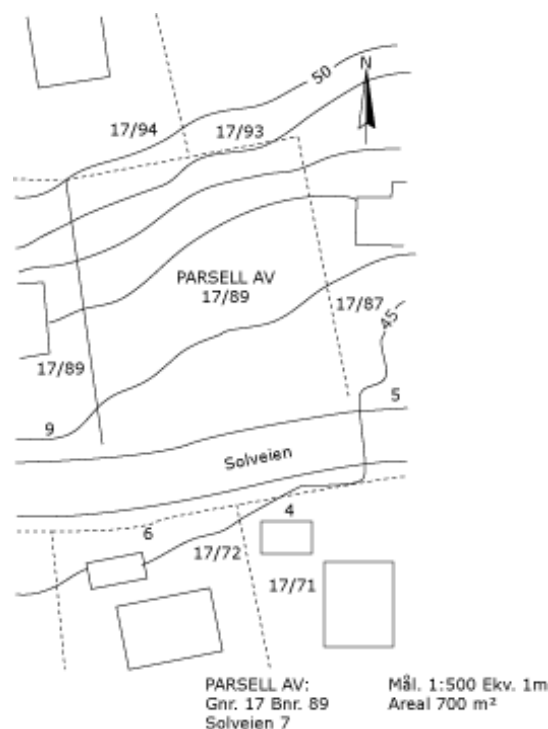 N
50
17/94
17/93
PARSELL AV
17/89
17/87
45
17/89
5
9
Solveien
4
6
17/72
17/71
PARSELL AV:
Gnr. 17 Bnr. 89
Solveien 7
Mål. 1:500 Ekv. 1m
Areal 700 m²